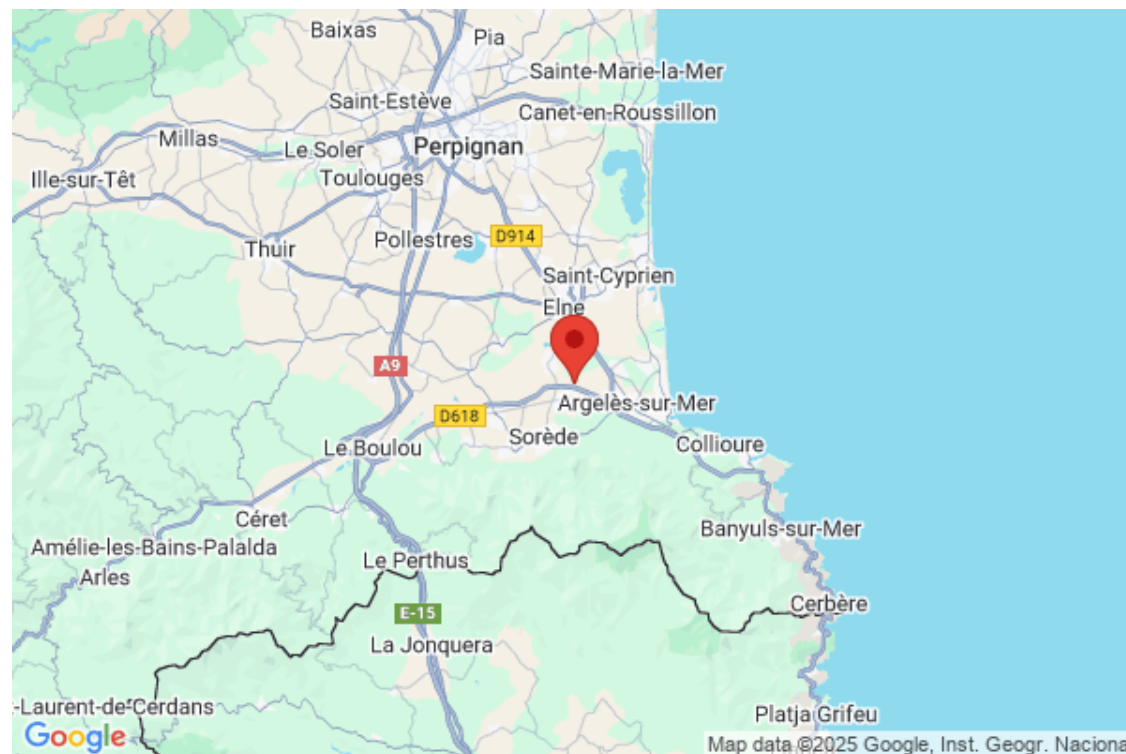 Baixas
Pia
Sainte-Marie-la-Mer
Saint-Estève
Canet-en-Roussillon
Millas
Le Soler
Perpignan
Ille-sur-Têt
Toulouges
Thuir
Pollestres
D914
Saint-Cyprien
Elne
A9
Argelès-sur-Mer
D618
Sorède
Collioure
Le Boulou
Céret
Banyuls-sur-Mer
Amélie-les-Bains-Palalda
Arles
Le Perthus
Cerbère
E-15
La Jonquera
-Laurent-de-Cerdans
Platja Grifeu
Google
Map data ©2025 Google, Inst. Geogr. Naciona